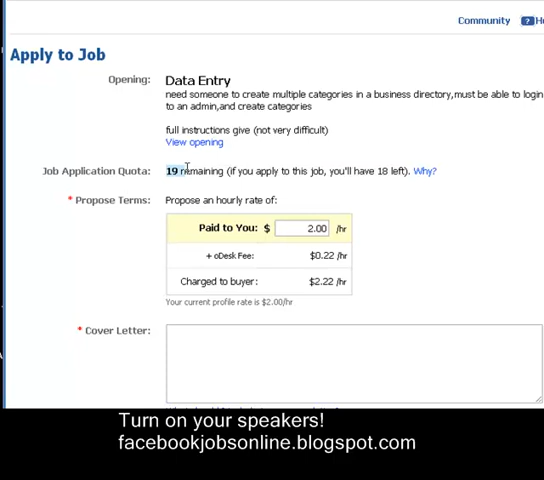 Community ? H
Apply to Job
Opening: Data Entry
need someone to create multiple categories in a business directory,must be able to login
to an admin,and create categories
full instructions give (not very difficult)
View opening
Job Application Quota: 19 remaining (if you apply to this job, you'll have 18 left). Why?
* Propose Terms: Propose an hourly rate of:
Paid to You: $ 2.00 /hr
+ oDesk Fee: $0.22 /hr
Charged to buyer: $2.22 /hr
Your current profile rate is $2.00/hr
* Cover Letter:
Turn on your speakers!
facebookjobsonline.blogspot.com